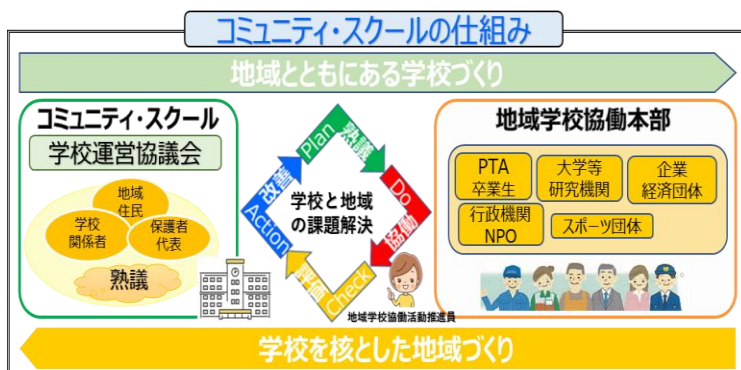 コミュニティ・スクールの仕組み
地域とともにある学校づくり
コミュニティ・スクール
学校運営協議会
地域
住民
学校
関係者
保護者
代表
熟議
Plan
熟議
Do
協働
Check
評価
Action
改善
学校と地域
の課題解決
地域学校協働活動推進員
地域学校協働本部
PTA
卒業生
大学等
研究機関
企業
経済団体
行政機関
NPO
スポーツ団体
学校を核とした地域づくり